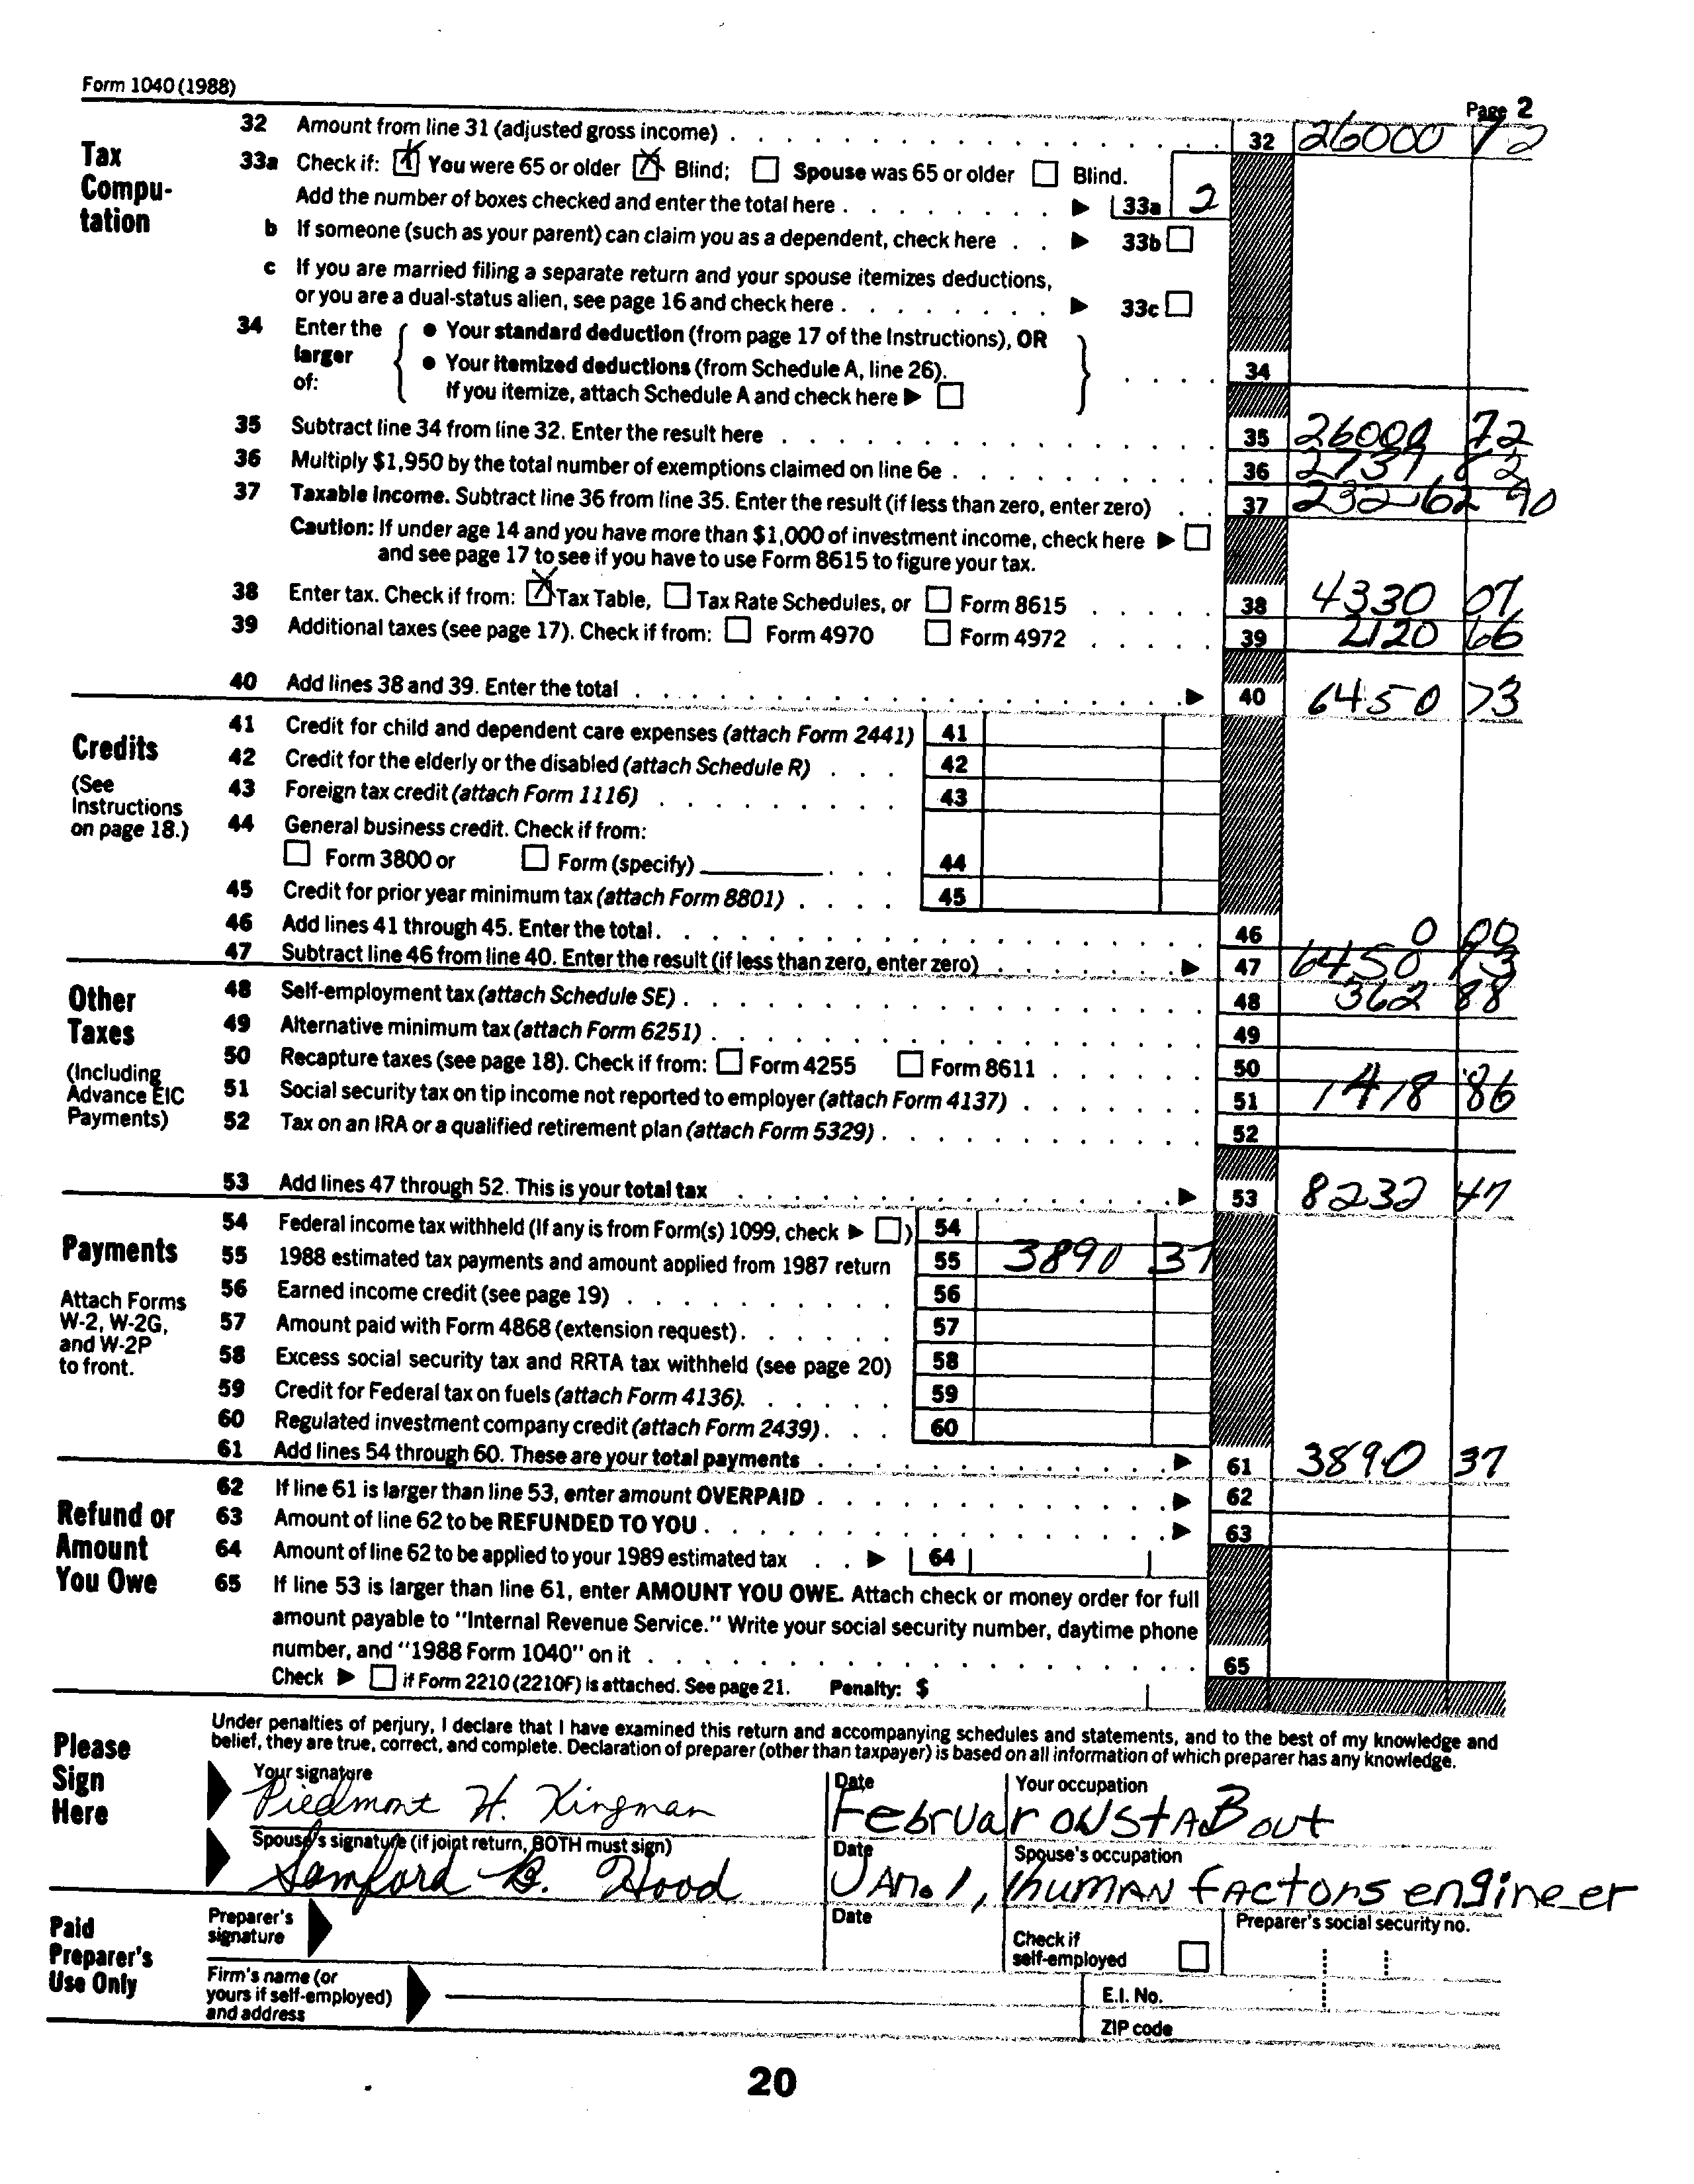 Form 1040 (1988)
Page 2
Tax Compu-tation
32 Amount from line 31 (adjusted gross income) 32 26000 72
33a Check if: X You were 65 or older X Blind; Spouse was 65 or older Blind.
Add the number of boxes checked and enter the total here 33a 2
b If someone (such as your parent) can claim you as a dependent, check here 33b
c If you are married filing a separate return and your spouse itemizes deductions,
or you are a dual-status alien, see page 16 and check here 33c
34 Enter the larger of:
● Your standard deduction (from page 17 of the Instructions), OR
● Your itemized deductions (from Schedule A, line 26).
If you itemize, attach Schedule A and check here 34
35 Subtract line 34 from line 32. Enter the result here 35 26000 72
36 Multiply $1,950 by the total number of exemptions claimed on line 6e 36 2737 82
37 Taxable income. Subtract line 36 from line 35. Enter the result (if less than zero, enter zero) 37 23262 90
Caution: If under age 14 and you have more than $1,000 of investment income, check here
and see page 17 to see if you have to use Form 8615 to figure your tax.
38 Enter tax. Check if from: X Tax Table, Tax Rate Schedules, or Form 8615 38 4330 07
39 Additional taxes (see page 17). Check if from: Form 4970 Form 4972 39 2120 66
40 Add lines 38 and 39. Enter the total 40 6450 73
Credits
(See Instructions on page 18.)
41 Credit for child and dependent care expenses (attach Form 2441) 41
42 Credit for the elderly or the disabled (attach Schedule R) 42
43 Foreign tax credit (attach Form 1116) 43
44 General business credit. Check if from:
Form 3800 or Form (specify) 44
45 Credit for prior year minimum tax (attach Form 8801) 45
46 Add lines 41 through 45. Enter the total. 46 0 00
47 Subtract line 46 from line 40. Enter the result (if less than zero, enter zero) 47 6450 73
Other Taxes
(Including Advance EIC Payments)
48 Self-employment tax (attach Schedule SE) 48 362 88
49 Alternative minimum tax (attach Form 6251) 49
50 Recapture taxes (see page 18). Check if from: Form 4255 Form 8611 50
51 Social security tax on tip income not reported to employer (attach Form 4137) 51 1418 86
52 Tax on an IRA or a qualified retirement plan (attach Form 5329) 52
53 Add lines 47 through 52. This is your total tax 53 8232 47
Payments
Attach Forms W-2, W-2G, and W-2P to front.
54 Federal income tax withheld (If any is from Form(s) 1099, check ) 54
55 1988 estimated tax payments and amount applied from 1987 return 55 3890 37
56 Earned income credit (see page 19) 56
57 Amount paid with Form 4868 (extension request) 57
58 Excess social security tax and RRTA tax withheld (see page 20) 58
59 Credit for Federal tax on fuels (attach Form 4136) 59
60 Regulated investment company credit (attach Form 2439) 60
61 Add lines 54 through 60. These are your total payments 61 3890 37
Refund or Amount You Owe
62 If line 61 is larger than line 53, enter amount OVERPAID 62
63 Amount of line 62 to be REFUNDED TO YOU 63
64 Amount of line 62 to be applied to your 1989 estimated tax 64
65 If line 53 is larger than line 61, enter AMOUNT YOU OWE. Attach check or money order for full
amount payable to "Internal Revenue Service." Write your social security number, daytime phone
number, and "1988 Form 1040" on it 65
Check if Form 2210 (2210F) is attached. See page 21. Penalty: $
Please Sign Here
Under penalties of perjury, I declare that I have examined this return and accompanying schedules and statements, and to the best of my knowledge and
belief, they are true, correct, and complete. Declaration of preparer (other than taxpayer) is based on all information of which preparer has any knowledge.
Your signature Date Your occupation
Piedmont H. Kingman Februar owstABout
Spouse's signature (if joint return, BOTH must sign) Date Spouse's occupation
Samford B. Hood JAn. 1, human fActors engineer
Paid Preparer's Use Only
Preparer's signature Date Check if self-employed Preparer's social security no.
Firm's name (or yours if self-employed) and address E.I. No.
ZIP code
20